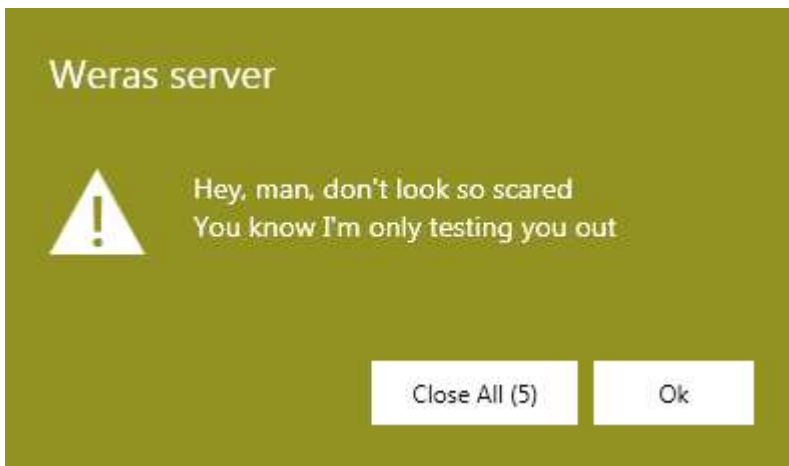 Weras server
Hey, man, don't look so scared
You know I'm only testing you out
Close All (5)
Ok